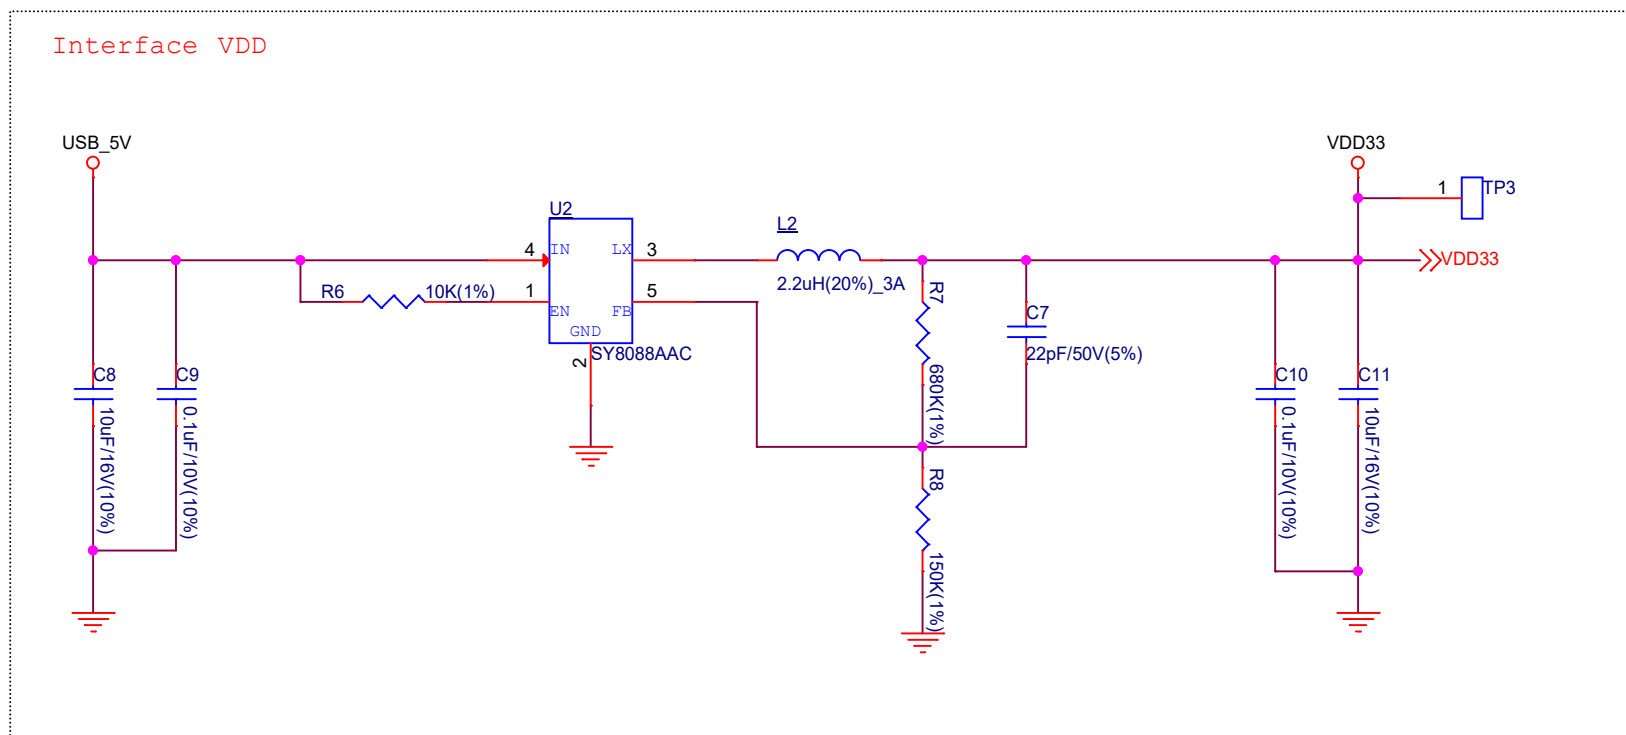 Interface VDD
USB_5V
VDD33
1
TP3
U2
L2
4
IN
LX
3
VDD33
2.2uH(20%)_3A
R6
10K(1%)
1
EN
FB
5
R7
C7
GND
SY8088AAC
22pF/50V(5%)
2
680K(1%)
C8
C9
C10
C11
10uF/16V(10%)
0.1uF/10V(10%)
0.1uF/10V(10%)
10uF/16V(10%)
R8
150K(1%)